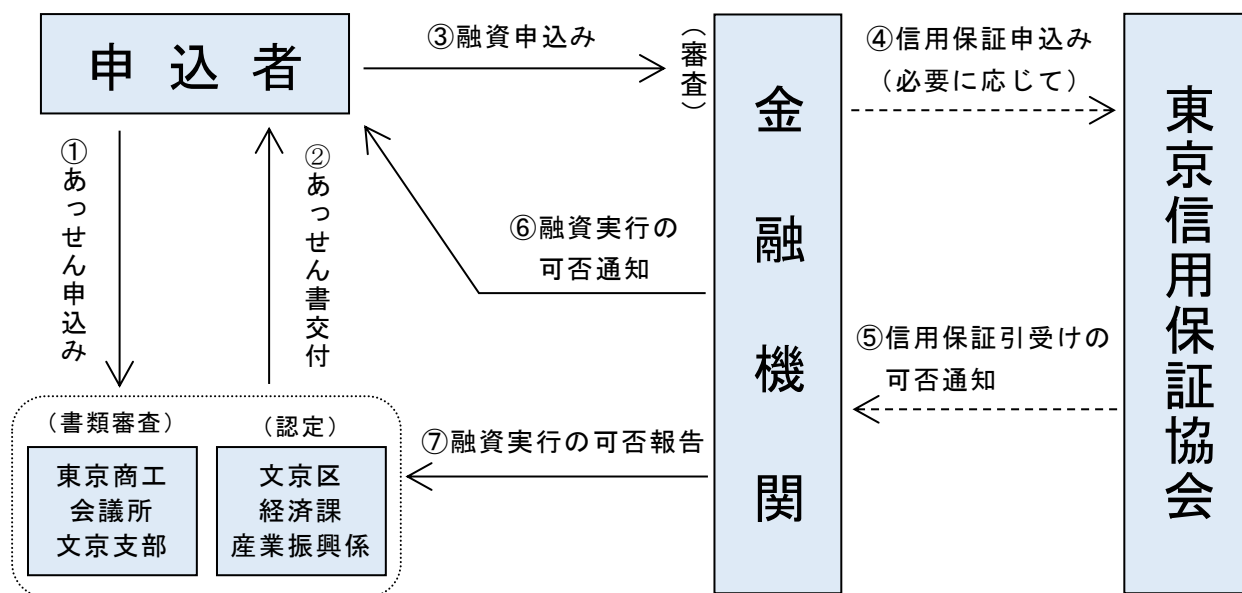 申込者
③融資申込み
（審査）
④信用保証申込み
（必要に応じて）
金融機関
東京信用保証協会
①あっせん申込み
②あっせん書交付
⑥融資実行の
可否通知
⑤信用保証引受けの
可否通知
（書類審査）
（認定）
⑦融資実行の可否報告
東京商工
会議所
文京支部
文京区
経済課
産業振興係